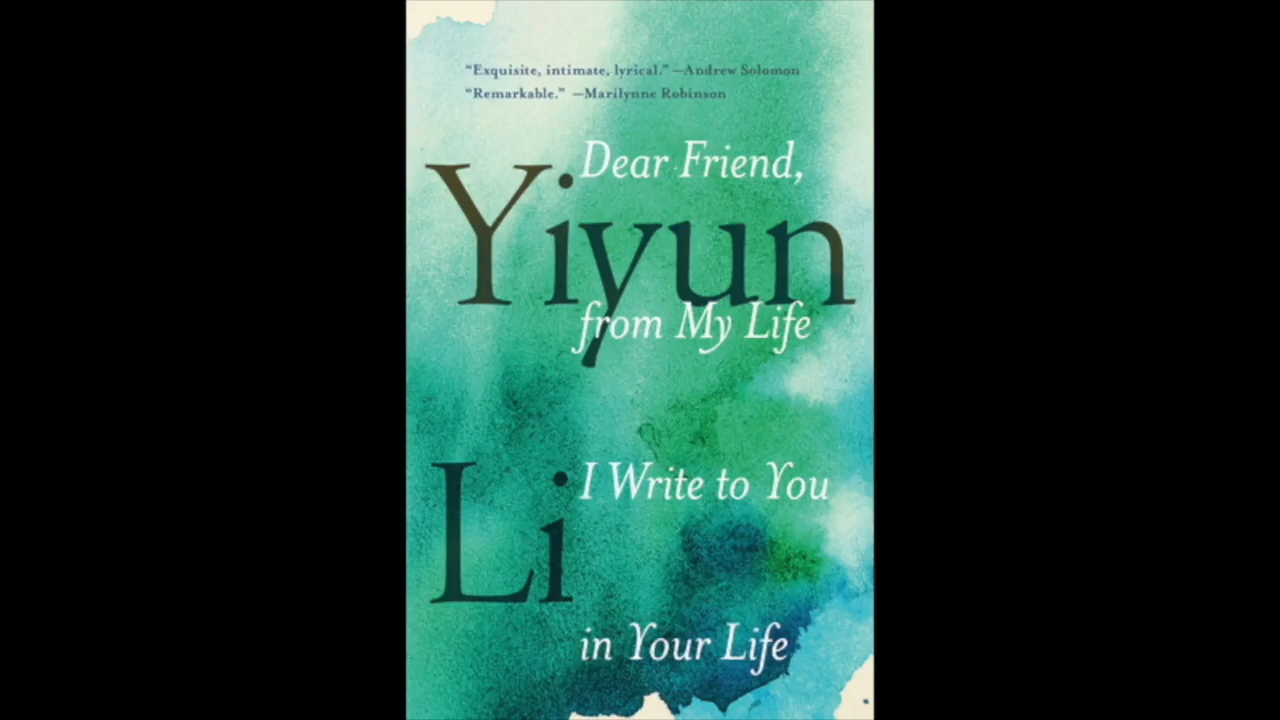 “Exquisite, intimate, lyrical.” —Andrew Solomon
“Remarkable.” —Marilynne Robinson
Dear Friend,
Yiyun
from My Life
I Write to You
Li
in Your Life